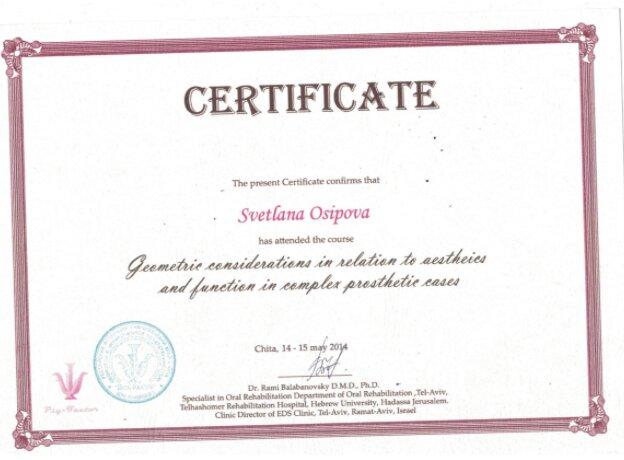 CERTIFICATE
The present Certificate confirms that
Svetlana Osipova
has attended the course
Geometric considerations in relation to aestheics
and function in complex prosthetic cases
Chita, 14 - 15 may 2014
Dr. Rami Balabanovsky D.M.D., Ph.D.
Specialist in Oral Rehabilitation Department of Oral Rehabilitation ,Tel-Aviv,
Telhashomer Rehabilitation Hospital, Hebrew University, Hadassa Jerusalem.
Clinic Director of EDS Clinic, Tel-Aviv, Ramat-Aviv, Israel